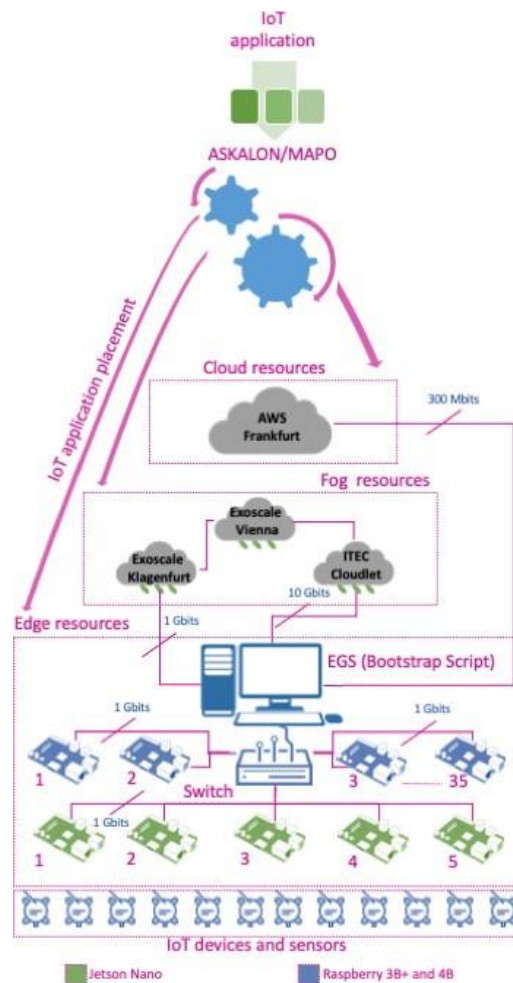 IoT
application
ASKALON/MAPO
IoT application placement
Cloud resources
AWS
Frankfurt
300 Mbits
Fog resources
Exoscale
Vienna
Exoscale
Klagenfurt
ITEC
Cloudlet
10 Gbits
1 Gbits
Edge resources
EGS (Bootstrap Script)
1 Gbits
1 Gbits
1
2
3
35
Switch
1 Gbits
1
2
3
4
5
IoT devices and sensors
Jetson Nano
Raspberry 3B+ and 4B